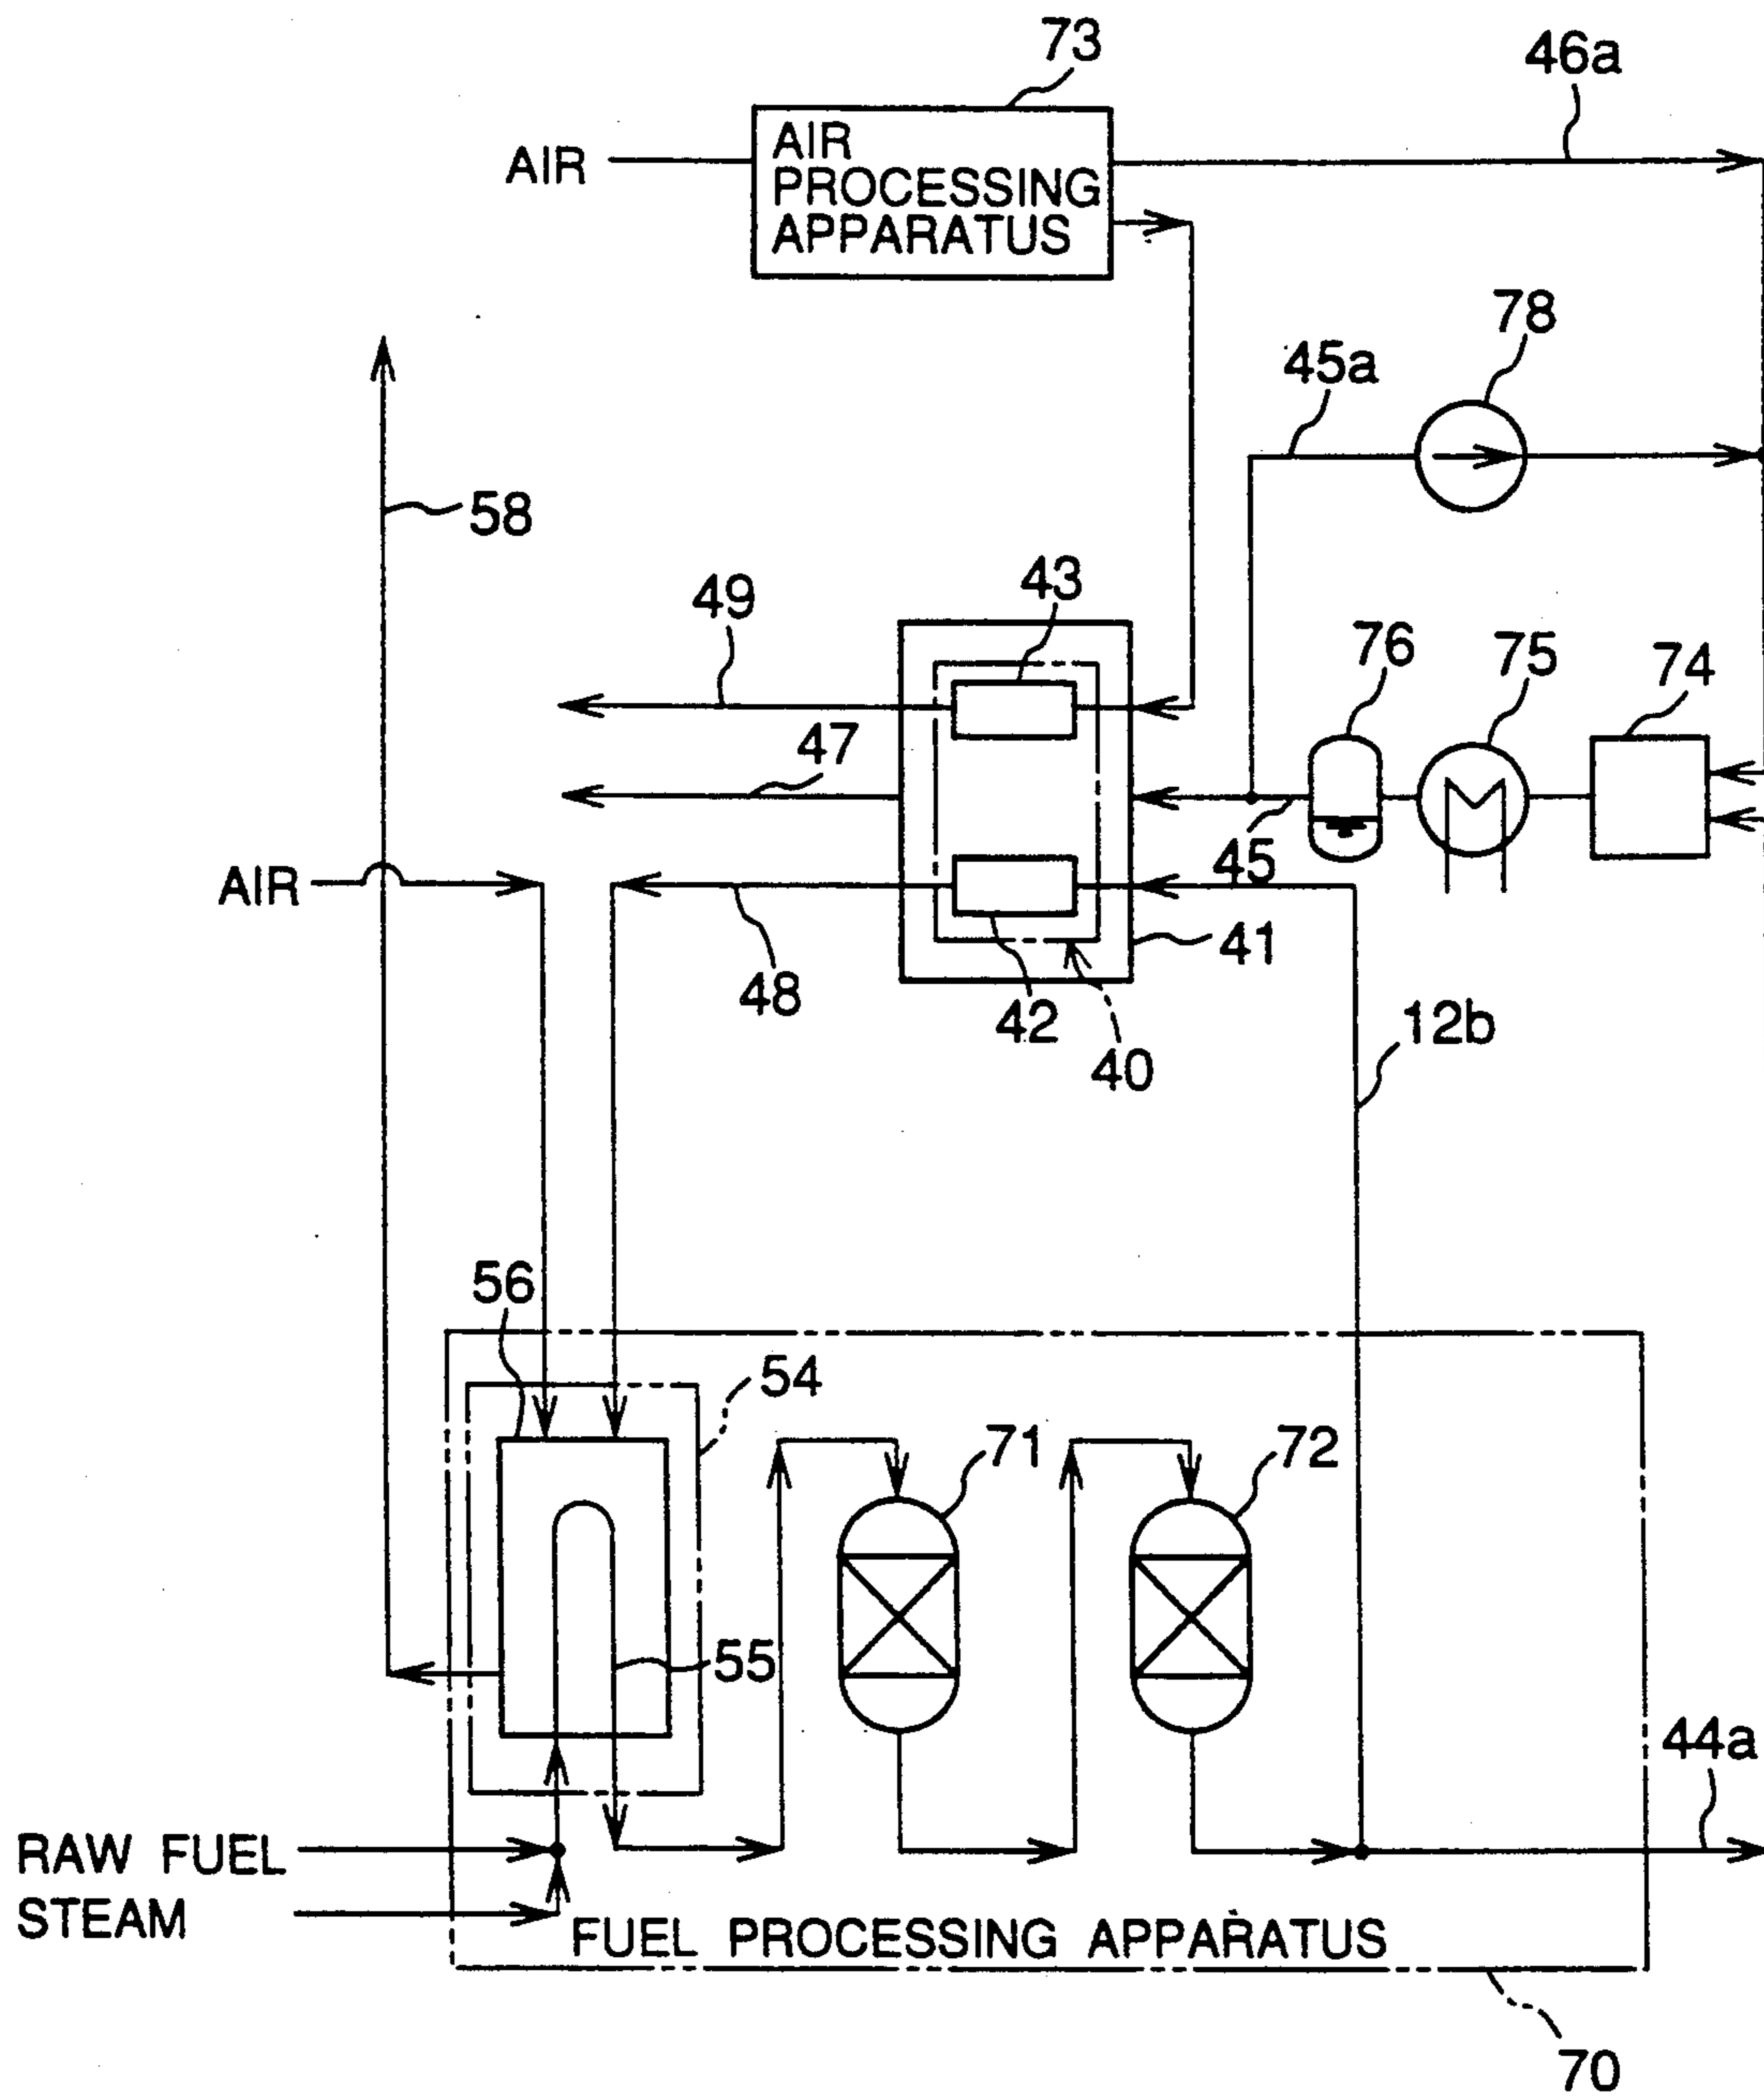 73
46a
AIR
AIR
PROCESSING
APPARATUS
78
45a
58
43
49
76
75
74
47
AIR
45
41
48
42
12b
40
56
54
71
72
55
44a
RAW FUEL
STEAM
FUEL PROCESSING APPARATUS
70